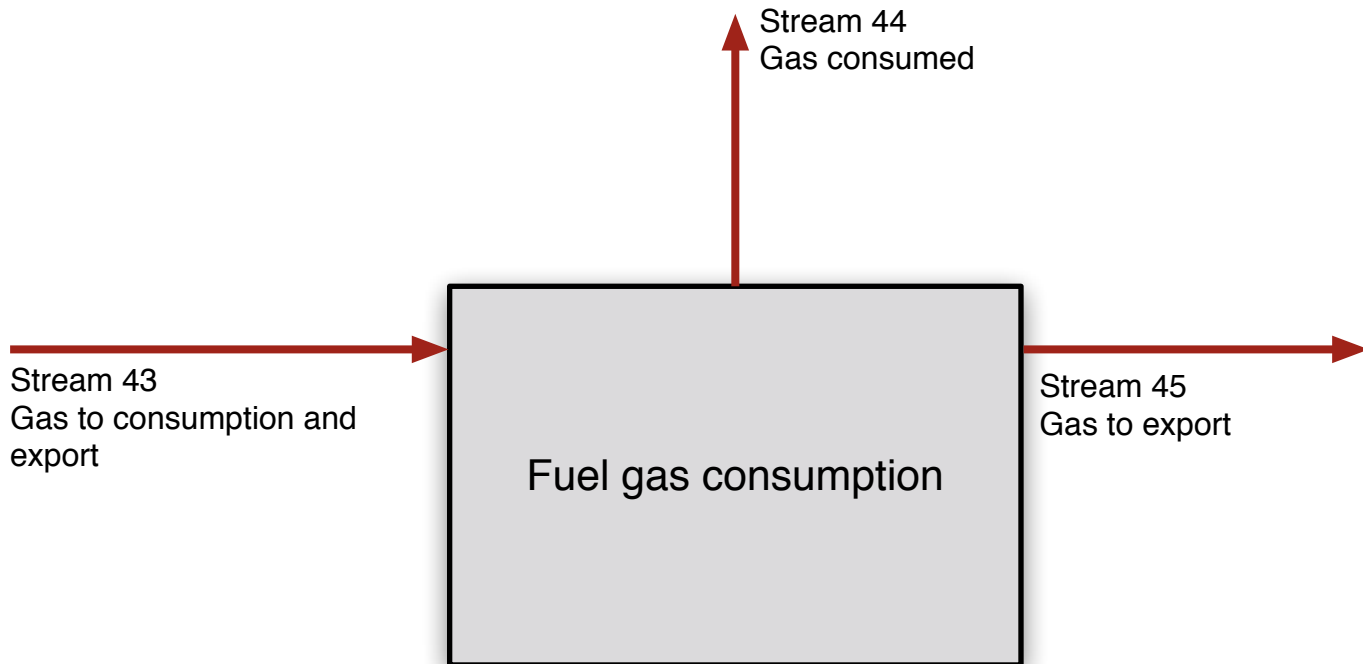 Stream 44
Gas consumed
Stream 43
Gas to consumption and
export
Stream 45
Gas to export
Fuel gas consumption